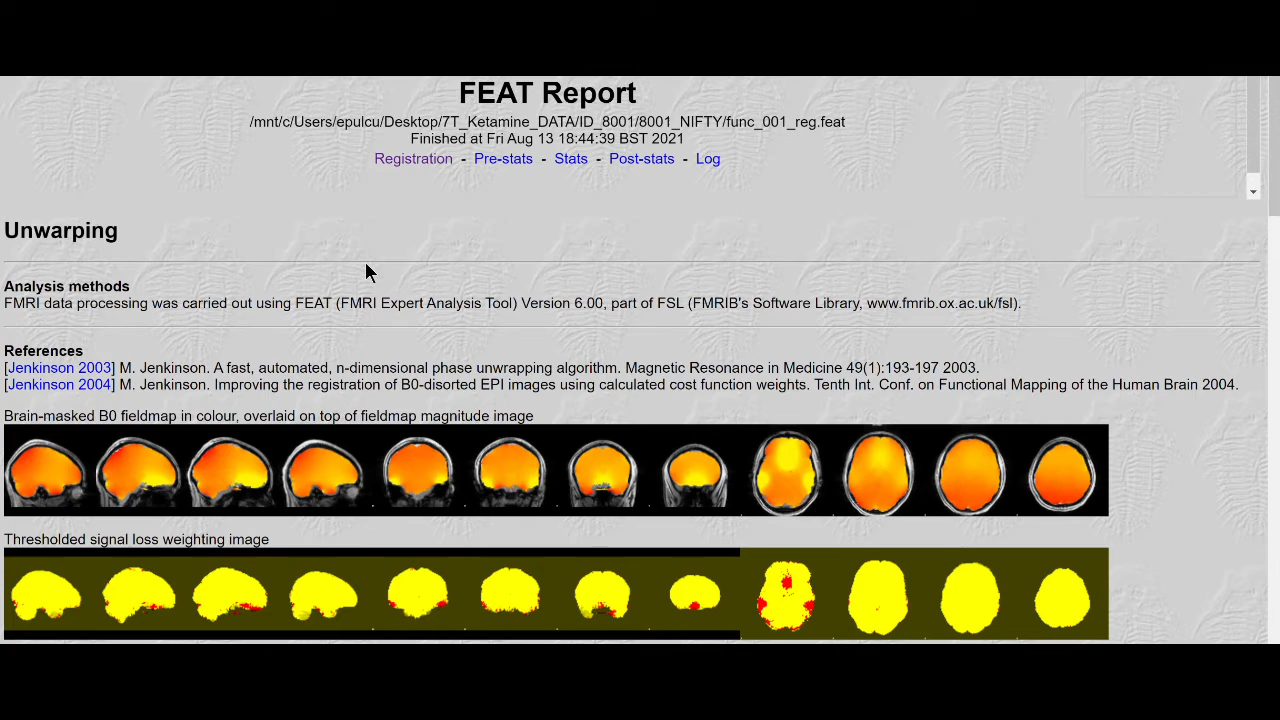 FEAT Report
/mnt/c/Users/epulcu/Desktop/7T_Ketamine_DATA/ID_8001/8001_NIFTY/func_001_reg.feat
Finished at Fri Aug 13 18:44:39 BST 2021
Registration - Pre-stats - Stats - Post-stats - Log
Unwarping
Analysis methods
FMRI data processing was carried out using FEAT (FMRI Expert Analysis Tool) Version 6.00, part of FSL (FMRIB's Software Library, www.fmrib.ox.ac.uk/fsl).
References
[Jenkinson 2003] M. Jenkinson. A fast, automated, n-dimensional phase unwrapping algorithm. Magnetic Resonance in Medicine 49(1):193-197 2003.
[Jenkinson 2004] M. Jenkinson. Improving the registration of B0-disorted EPI images using calculated cost function weights. Tenth Int. Conf. on Functional Mapping of the Human Brain 2004.
Brain-masked B0 fieldmap in colour, overlaid on top of fieldmap magnitude image
Thresholded signal loss weighting image